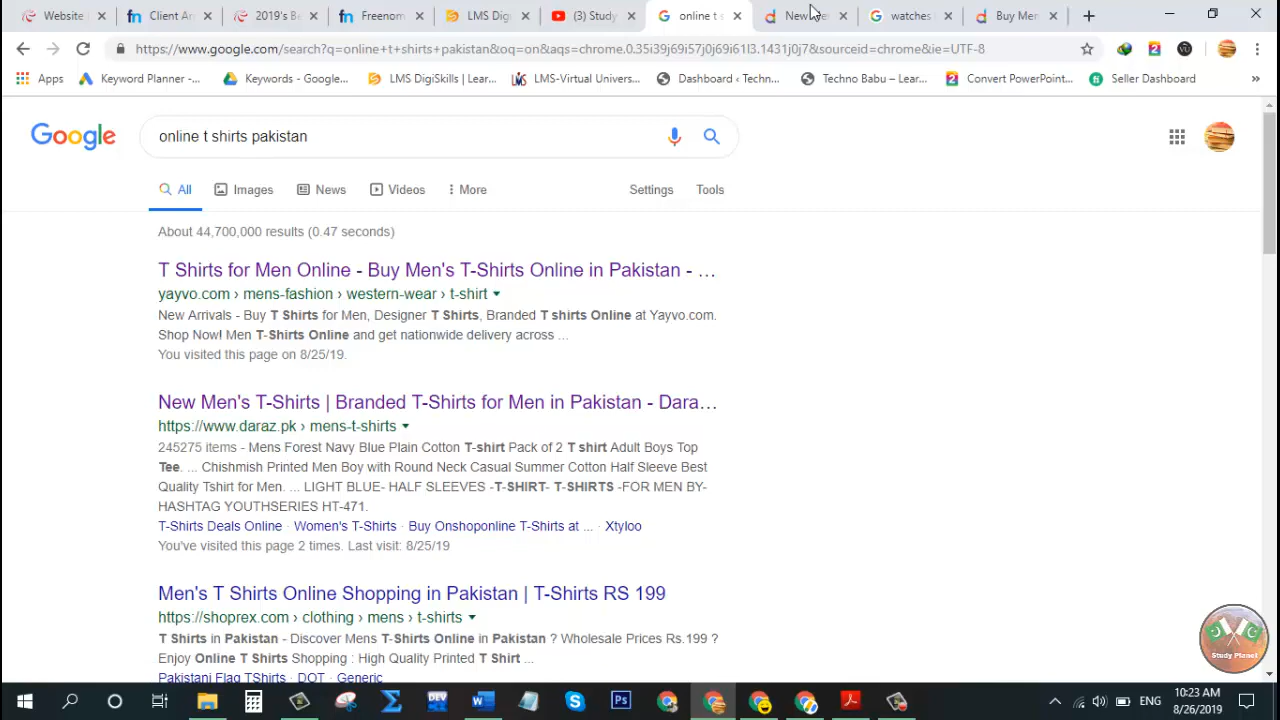 Website
Client Ar
2019's Be
Freenom
LMS Digi
(3) Study
online t s
New
watches
Buy Men
https://www.google.com/search?q=online+t+shirts+pakistan&oq=on&aqs=chrome.0.35i39j69i57j0j69i61l3.1431j0j7&sourceid=chrome&ie=UTF-8
Apps
Keyword Planner -...
Keywords - Google...
LMS DigiSkills | Lear...
LMS-Virtual Univers...
Dashboard ‹ Techn...
Techno Babu – Lear...
Convert PowerPoint...
Seller Dashboard
»
Google
online t shirts pakistan
All Images News Videos More Settings Tools
About 44,700,000 results (0.47 seconds)
T Shirts for Men Online - Buy Men's T-Shirts Online in Pakistan - ...
yayvo.com › mens-fashion › western-wear › t-shirt
New Arrivals - Buy T Shirts for Men, Designer T Shirts, Branded T shirts Online at Yayvo.com.
Shop Now! Men T-Shirts Online and get nationwide delivery across ...
You visited this page on 8/25/19.
New Men's T-Shirts | Branded T-Shirts for Men in Pakistan - Dara...
https://www.daraz.pk › mens-t-shirts
245275 items - Mens Forest Navy Blue Plain Cotton T-shirt Pack of 2 T shirt Adult Boys Top
Tee. ... Chishmish Printed Men Boy with Round Neck Casual Summer Cotton Half Sleeve Best
Quality Tshirt for Men. ... LIGHT BLUE- HALF SLEEVES -T-SHIRT- T-SHIRTS -FOR MEN BY-
HASHTAG YOUTHSERIES HT-471.
T-Shirts Deals Online · Women's T-Shirts · Buy Onshoponline T-Shirts at ... · Xtyloo
You've visited this page 2 times. Last visit: 8/25/19
Men's T Shirts Online Shopping in Pakistan | T-Shirts RS 199
https://shoprex.com › clothing › mens › t-shirts
T Shirts in Pakistan - Discover Mens T-Shirts Online in Pakistan ? Wholesale Prices Rs.199 ?
Enjoy Online T Shirts Shopping : High Quality Printed T Shirt ...
Pakistani Flag TShirts · DOT · Generic
Study Planet
ENG
10:23 AM
8/26/2019